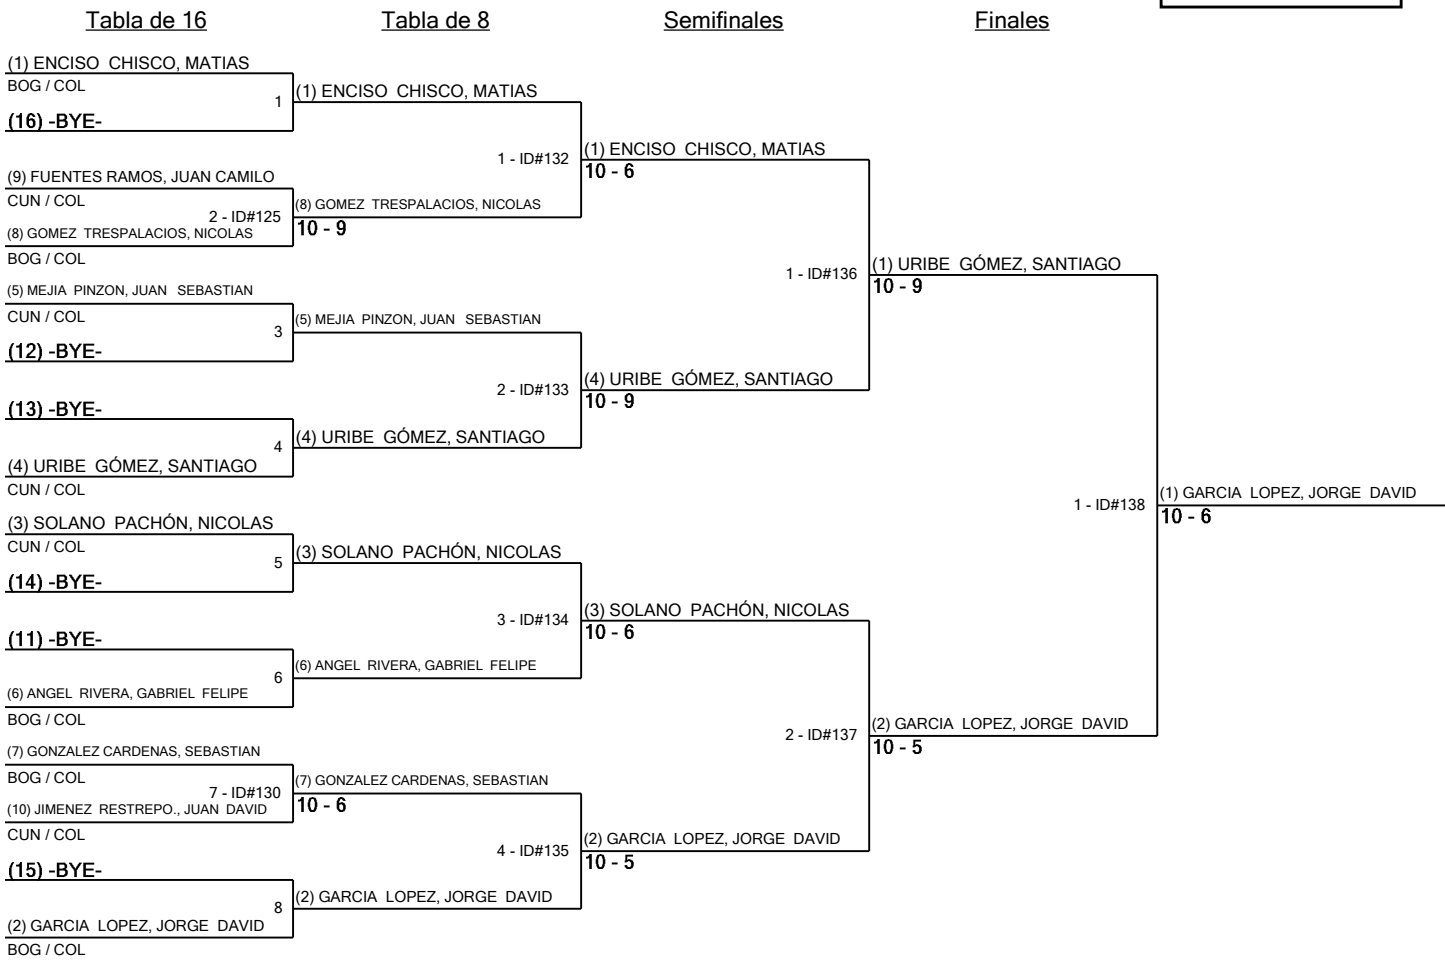 Tabla de 16
Tabla de 8
Semifinales
Finales
(1) ENCISO CHISCO, MATIAS
BOG / COL
1
(16) -BYE-
(9) FUENTES RAMOS, JUAN CAMILO
CUN / COL
2 - ID#125
(8) GOMEZ TRESPALACIOS, NICOLAS
BOG / COL
(5) MEJIA PINZON, JUAN SEBASTIAN
CUN / COL
3
(12) -BYE-
(13) -BYE-
4
(4) URIBE GÓMEZ, SANTIAGO
CUN / COL
(3) SOLANO PACHÓN, NICOLAS
CUN / COL
5
(14) -BYE-
(11) -BYE-
6
(6) ANGEL RIVERA, GABRIEL FELIPE
BOG / COL
(7) GONZALEZ CARDENAS, SEBASTIAN
BOG / COL
7 - ID#130
(10) JIMENEZ RESTREPO., JUAN DAVID
CUN / COL
(15) -BYE-
8
(2) GARCIA LOPEZ, JORGE DAVID
BOG / COL
(1) ENCISO CHISCO, MATIAS
1 - ID#132
(8) GOMEZ TRESPALACIOS, NICOLAS
10 - 9
(5) MEJIA PINZON, JUAN SEBASTIAN
2 - ID#133
(4) URIBE GÓMEZ, SANTIAGO
(3) SOLANO PACHÓN, NICOLAS
3 - ID#134
(6) ANGEL RIVERA, GABRIEL FELIPE
(7) GONZALEZ CARDENAS, SEBASTIAN
10 - 6
4 - ID#135
(2) GARCIA LOPEZ, JORGE DAVID
(1) ENCISO CHISCO, MATIAS
10 - 6
1 - ID#136
(4) URIBE GÓMEZ, SANTIAGO
10 - 9
(3) SOLANO PACHÓN, NICOLAS
10 - 6
2 - ID#137
(2) GARCIA LOPEZ, JORGE DAVID
10 - 5
(1) URIBE GÓMEZ, SANTIAGO
10 - 9
1 - ID#138
(2) GARCIA LOPEZ, JORGE DAVID
10 - 5
(1) GARCIA LOPEZ, JORGE DAVID
10 - 6